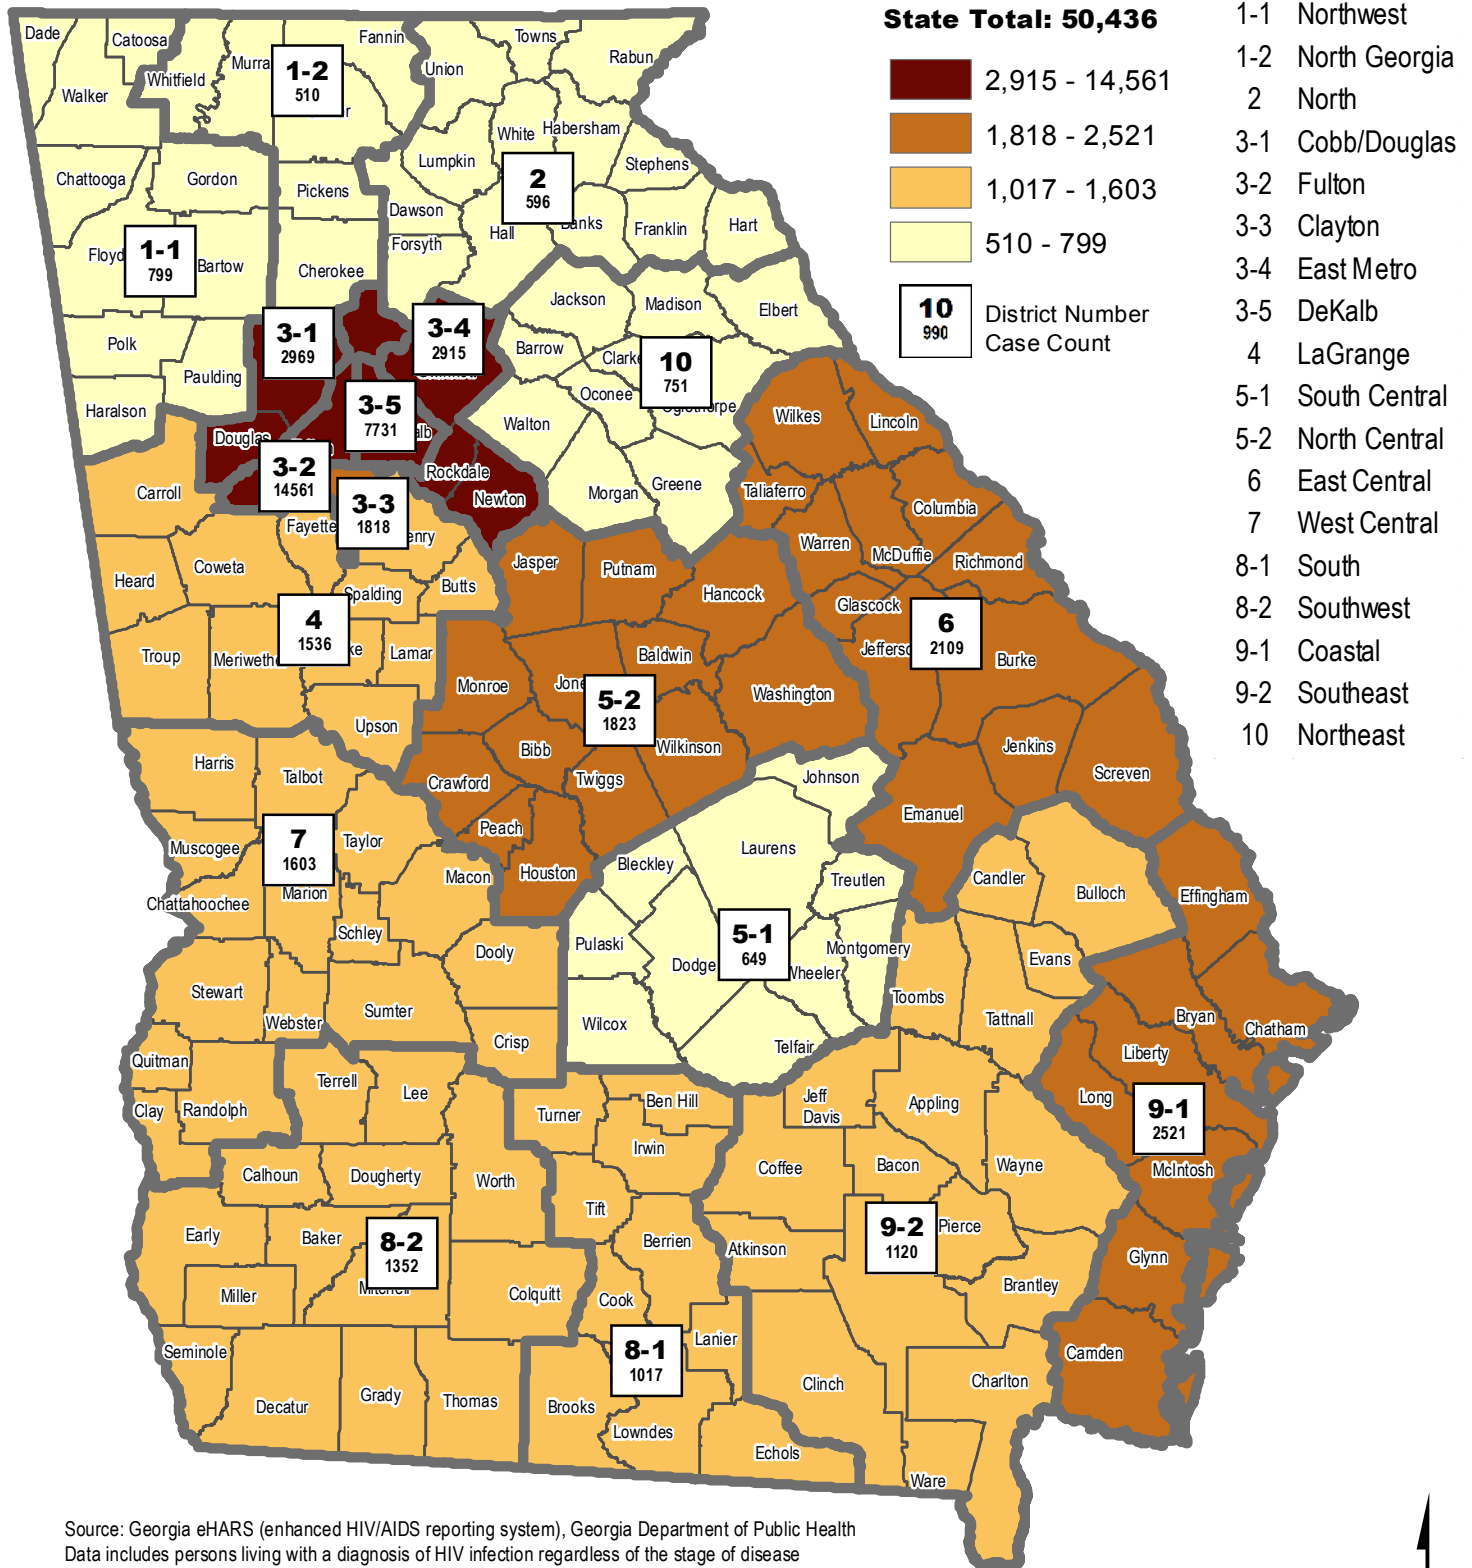 State Total: 50,436
2,915 - 14,561
1,818 - 2,521
1,017 - 1,603
510 - 799
10
990
District Number
Case Count
1-1 Northwest
1-2 North Georgia
2 North
3-1 Cobb/Douglas
3-2 Fulton
3-3 Clayton
3-4 East Metro
3-5 DeKalb
4 LaGrange
5-1 South Central
5-2 North Central
6 East Central
7 West Central
8-1 South
8-2 Southwest
9-1 Coastal
9-2 Southeast
10 Northeast
Dade
Catoosa
Fannin
Towns
Rabun
Murra
Union
Whitfield
1-2
510
Walker
White
Habersham
Lumpkin
Stephens
Chattooga
Gordon
Pickens
2
596
Dawson
Banks
Franklin
Hart
Hall
Forsyth
Floyd
1-1
799
Bartow
Cherokee
Jackson
Madison
Elbert
3-1
2969
3-4
2915
Polk
Barrow
Clarke
10
751
Paulding
Oconee
Haralson
3-5
7731
Walton
Wilkes
Lincoln
Douglas
Rockdale
3-2
14561
Carroll
Newton
Morgan
Greene
Taliaferro
Columbia
3-3
1818
Fayette
enry
Warren
McDuffie
Richmond
Jasper
Putnam
Hancock
Heard
Coweta
Spalding
Butts
Glascock
4
1536
6
2109
Jefferso
Burke
Troup
Meriwethe
ke
Lamar
Baldwin
Monroe
Jone
5-2
1823
Washington
Upson
Bibb
Wilkinson
Jenkins
Screven
Harris
Talbot
Crawford
Twiggs
Johnson
Emanuel
Peach
Muscogee
7
1603
Taylor
Laurens
Bleckley
Houston
Macon
Treutlen
Candler
Bulloch
Effingham
Chattahoochee
Marion
Schley
Pulaski
5-1
649
Montgomery
Dooly
Dodge
Wheeler
Evans
Stewart
Toombs
Sumter
Webster
Wilcox
Tattnall
Bryan
Chatham
Crisp
Telfair
Liberty
Quitman
Terrell
Lee
Clay
Randolph
Turner
Ben Hill
Jeff
Davis
Appling
Long
9-1
2521
Irwin
Calhoun
Dougherty
Worth
Coffee
Bacon
Wayne
McIntosh
Tift
Early
Baker
8-2
1352
Berrien
Atkinson
9-2
1120
Pierce
Glynn
Miller
Mitchell
Colquitt
Cook
Brantley
Seminole
Lanier
8-1
1017
Camden
Decatur
Grady
Thomas
Brooks
Clinch
Charlton
Lowndes
Echols
Ware
Source: Georgia eHARS (enhanced HIV/AIDS reporting system), Georgia Department of Public Health
Data includes persons living with a diagnosis of HIV infection regardless of the stage of disease